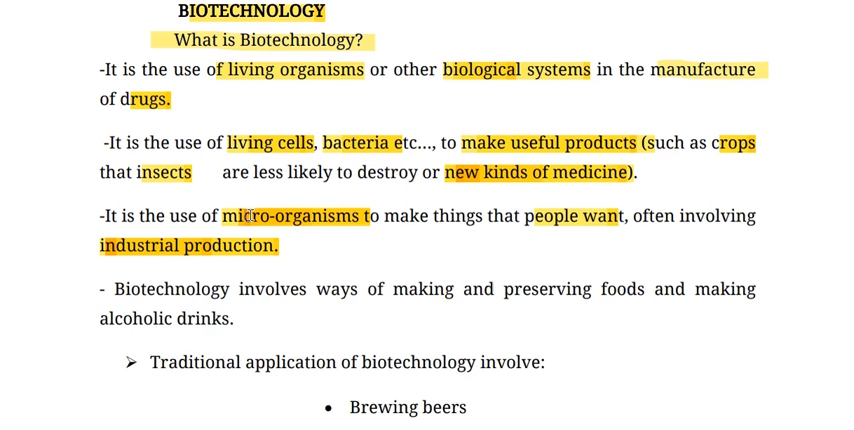 BIOTECHNOLOGY
What is Biotechnology?
-It is the use of living organisms or other biological systems in the manufacture
of drugs.
-It is the use of living cells, bacteria etc…, to make useful products (such as crops
that insects are less likely to destroy or new kinds of medicine).
-It is the use of micro-organisms to make things that people want, often involving
industrial production.
- Biotechnology involves ways of making and preserving foods and making
alcoholic drinks.
➢ Traditional application of biotechnology involve:
• Brewing beers